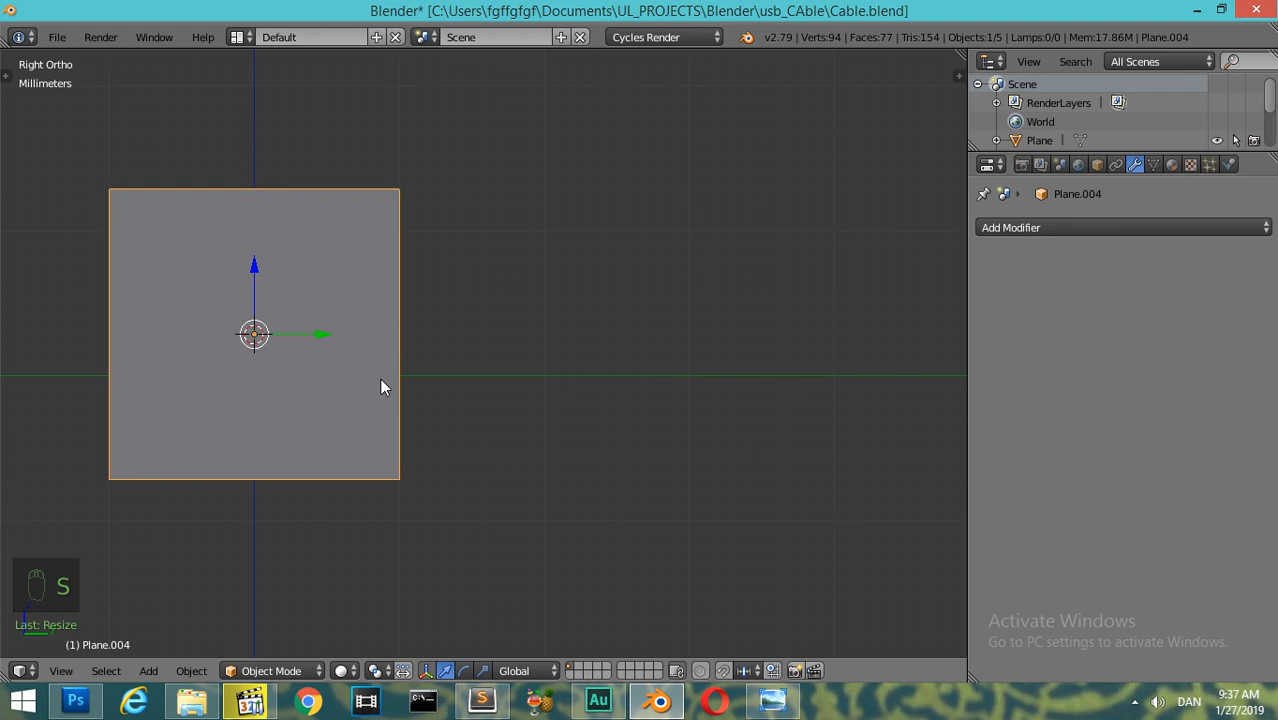 Blender* [C:\Users\fgffgfgf\Documents\UL_PROJECTS\Blender\usb_CAble\Cable.blend]
File Render Window Help Default Scene Cycles Render v2.79 | Verts:94 | Faces:77 | Tris:154 | Objects:1/5 | Lamps:0/0 | Mem:17.86M | Plane.004
Right Ortho
Millimeters
View Search All Scenes
Scene
RenderLayers
World
Plane
Plane.004
Add Modifier
S
Last: Resize
(1) Plane.004
Activate Windows
Go to PC settings to activate Windows.
View Select Add Object Object Mode Global
Ps 321 S Au DAN 9:37 AM
1/27/2019